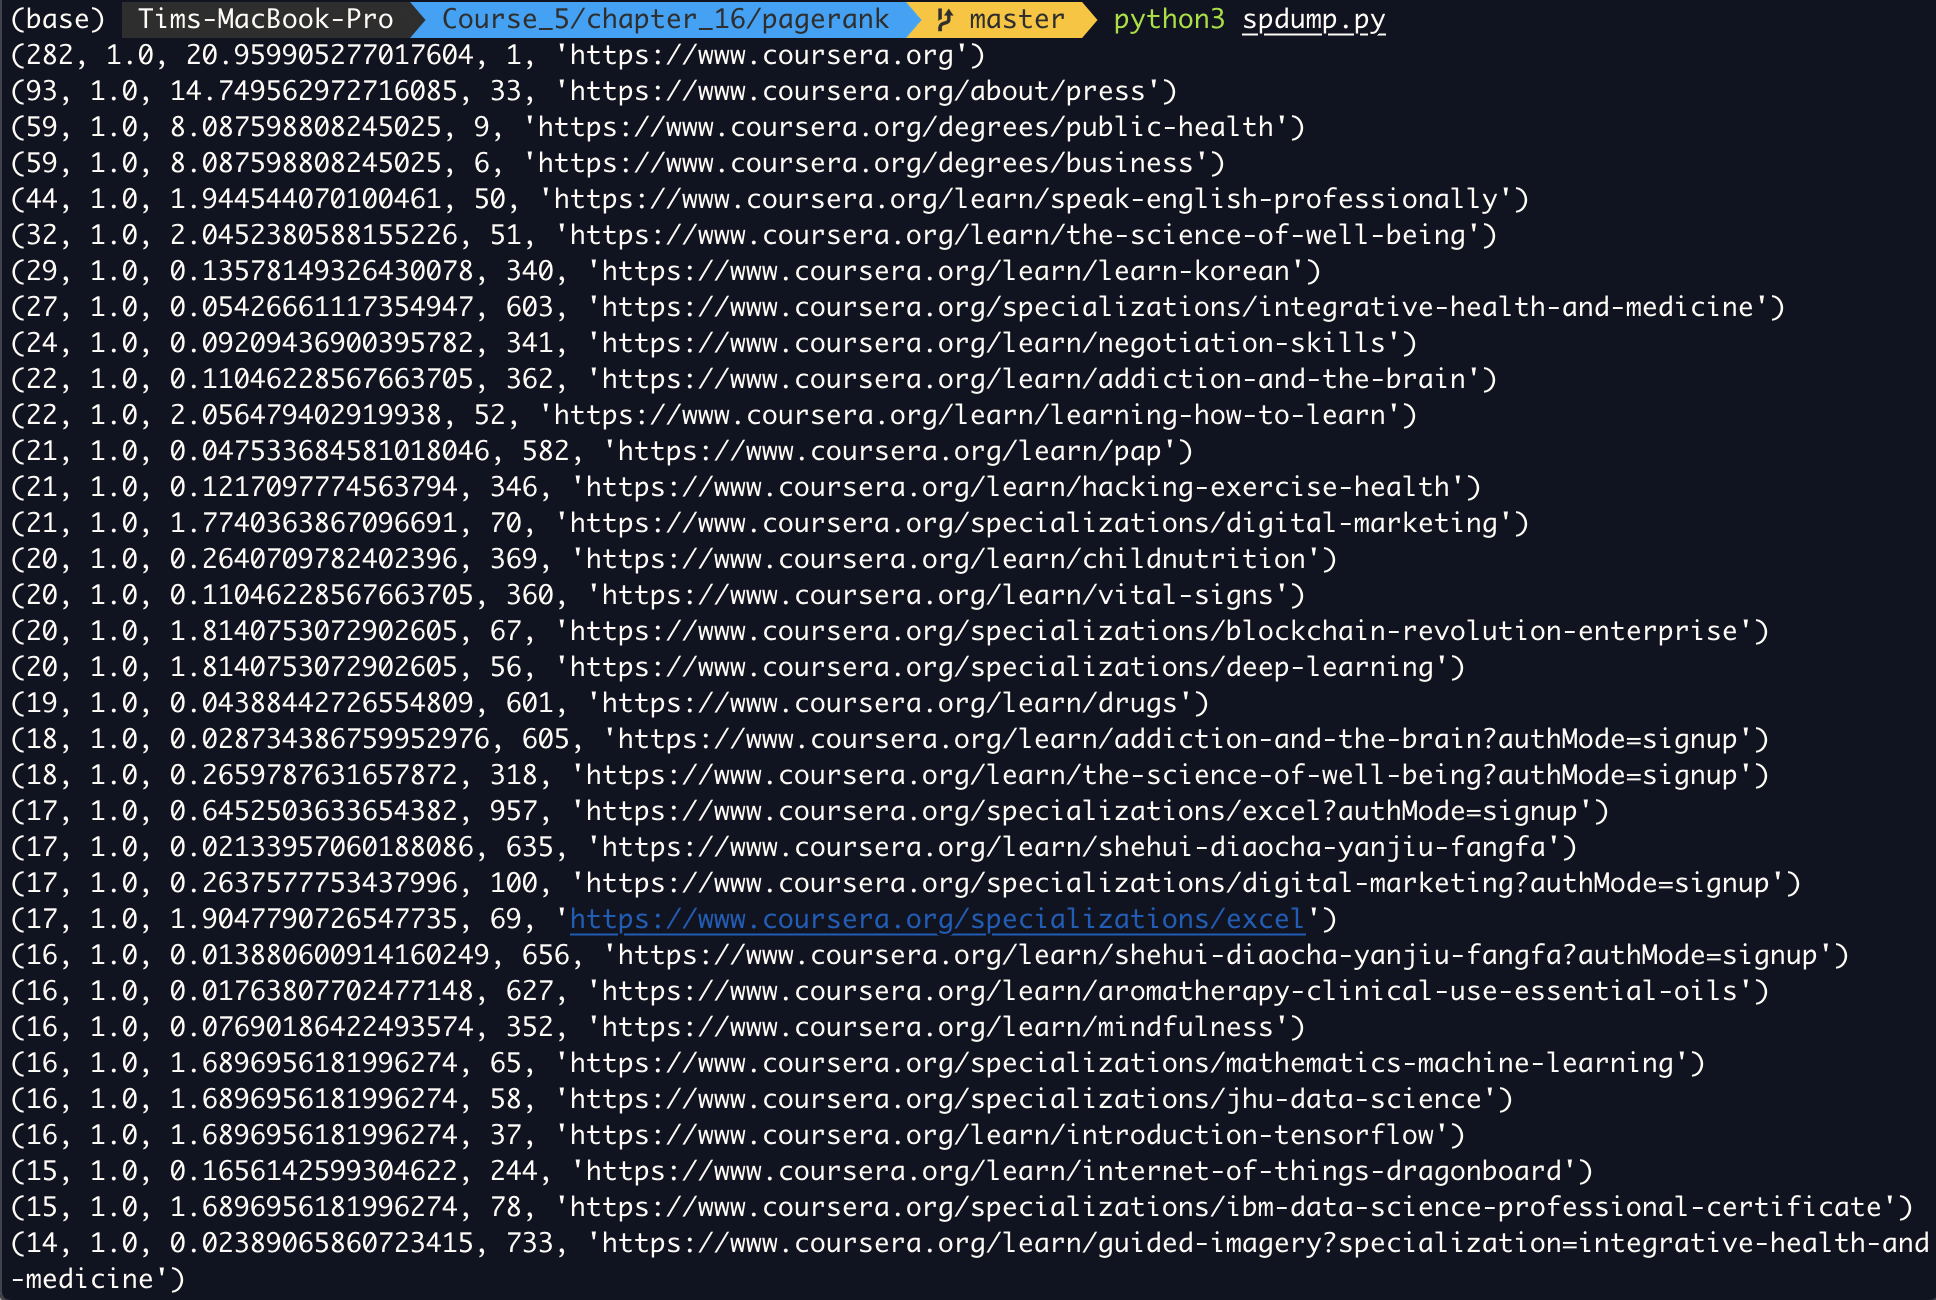 (base) Tims-MacBook-Pro Course_5/chapter_16/pagerank master python3 spdump.py
(282, 1.0, 20.959905277017604, 1, 'https://www.coursera.org')
(93, 1.0, 14.749562972716085, 33, 'https://www.coursera.org/about/press')
(59, 1.0, 8.087598808245025, 9, 'https://www.coursera.org/degrees/public-health')
(59, 1.0, 8.087598808245025, 6, 'https://www.coursera.org/degrees/business')
(44, 1.0, 1.944544070100461, 50, 'https://www.coursera.org/learn/speak-english-professionally')
(32, 1.0, 2.0452380588155226, 51, 'https://www.coursera.org/learn/the-science-of-well-being')
(29, 1.0, 0.13578149326430078, 340, 'https://www.coursera.org/learn/learn-korean')
(27, 1.0, 0.05426661117354947, 603, 'https://www.coursera.org/specializations/integrative-health-and-medicine')
(24, 1.0, 0.09209436900395782, 341, 'https://www.coursera.org/learn/negotiation-skills')
(22, 1.0, 0.11046228567663705, 362, 'https://www.coursera.org/learn/addiction-and-the-brain')
(22, 1.0, 2.056479402919938, 52, 'https://www.coursera.org/learn/learning-how-to-learn')
(21, 1.0, 0.047533684581018046, 582, 'https://www.coursera.org/learn/pap')
(21, 1.0, 0.1217097774563794, 346, 'https://www.coursera.org/learn/hacking-exercise-health')
(21, 1.0, 1.7740363867096691, 70, 'https://www.coursera.org/specializations/digital-marketing')
(20, 1.0, 0.2640709782402396, 369, 'https://www.coursera.org/learn/childnutrition')
(20, 1.0, 0.11046228567663705, 360, 'https://www.coursera.org/learn/vital-signs')
(20, 1.0, 1.8140753072902605, 67, 'https://www.coursera.org/specializations/blockchain-revolution-enterprise')
(20, 1.0, 1.8140753072902605, 56, 'https://www.coursera.org/specializations/deep-learning')
(19, 1.0, 0.04388442726554809, 601, 'https://www.coursera.org/learn/drugs')
(18, 1.0, 0.028734386759952976, 605, 'https://www.coursera.org/learn/addiction-and-the-brain?authMode=signup')
(18, 1.0, 0.2659787631657872, 318, 'https://www.coursera.org/learn/the-science-of-well-being?authMode=signup')
(17, 1.0, 0.6452503633654382, 957, 'https://www.coursera.org/specializations/excel?authMode=signup')
(17, 1.0, 0.02133957060188086, 635, 'https://www.coursera.org/learn/shehui-diaocha-yanjiu-fangfa')
(17, 1.0, 0.2637577753437996, 100, 'https://www.coursera.org/specializations/digital-marketing?authMode=signup')
(17, 1.0, 1.9047790726547735, 69, 'https://www.coursera.org/specializations/excel')
(16, 1.0, 0.013880600914160249, 656, 'https://www.coursera.org/learn/shehui-diaocha-yanjiu-fangfa?authMode=signup')
(16, 1.0, 0.01763807702477148, 627, 'https://www.coursera.org/learn/aromatherapy-clinical-use-essential-oils')
(16, 1.0, 0.07690186422493574, 352, 'https://www.coursera.org/learn/mindfulness')
(16, 1.0, 1.6896956181996274, 65, 'https://www.coursera.org/specializations/mathematics-machine-learning')
(16, 1.0, 1.6896956181996274, 58, 'https://www.coursera.org/specializations/jhu-data-science')
(16, 1.0, 1.6896956181996274, 37, 'https://www.coursera.org/learn/introduction-tensorflow')
(15, 1.0, 0.1656142599304622, 244, 'https://www.coursera.org/learn/internet-of-things-dragonboard')
(15, 1.0, 1.6896956181996274, 78, 'https://www.coursera.org/specializations/ibm-data-science-professional-certificate')
(14, 1.0, 0.02389065860723415, 733, 'https://www.coursera.org/learn/guided-imagery?specialization=integrative-health-and
-medicine')